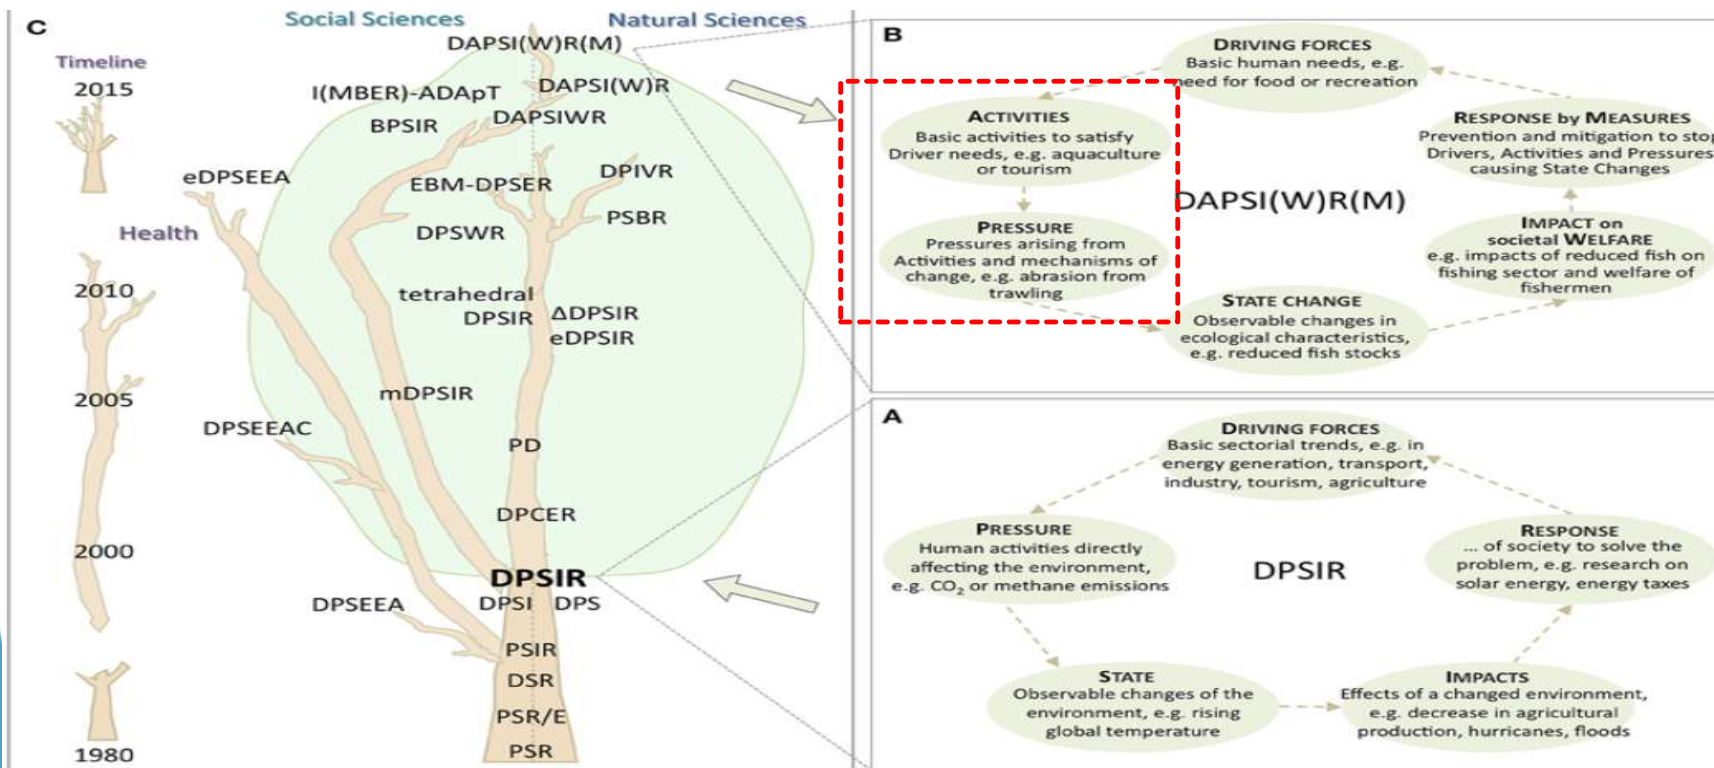 C
Social Sciences
Natural Sciences
DAPSI(W)R(M)
Timeline
2015
I(MBER)-ADApT
DAPSI(W)R
BPSIR
DAPSIWR
eDPSEEA
EBM-DPSER
DPIVR
PSBR
Health
DPSWR
2010
tetrahedral
DPSIR
ΔDPSIR
eDPSIR
2005
mDPSIR
DPSEEAC
PD
DPCER
2000
DPSIR
DPSEEA
DPSI
DPS
PSIR
DSR
PSR/E
1980
PSR
B
DRIVING FORCES
Basic human needs, e.g.
need for food or recreation
ACTIVITIES
Basic activities to satisfy
Driver needs, e.g. aquaculture
or tourism
RESPONSE by MEASURES
Prevention and mitigation to stop
Drivers, Activities and Pressures
causing State Changes
DAPSI(W)R(M)
PRESSURE
Pressures arising from
Activities and mechanisms of
change, e.g. abrasion from
trawling
IMPACT on
societal WELFARE
e.g. impacts of reduced fish on
fishing sector and welfare of
fishermen
STATE CHANGE
Observable changes in
ecological characteristics,
e.g. reduced fish stocks
A
DRIVING FORCES
Basic sectorial trends, e.g. in
energy generation, transport,
industry, tourism, agriculture
PRESSURE
Human activities directly
affecting the environment,
e.g. CO₂ or methane emissions
DPSIR
RESPONSE
... of society to solve the
problem, e.g. research on
solar energy, energy taxes
STATE
Observable changes of the
environment, e.g. rising
global temperature
IMPACTS
Effects of a changed environment,
e.g. decrease in agricultural
production, hurricanes, floods